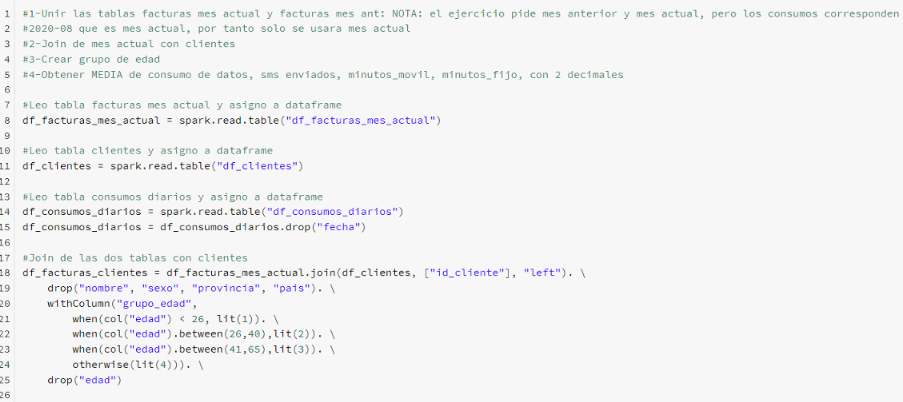 1 #1-Unir las tablas facturas mes actual y facturas mes ant: NOTA: el ejercicio pide mes anterior y mes actual, pero los consumos corresponden
2 #2020-08 que es mes actual, por tanto solo se usara mes actual
3 #2-Join de mes actual con clientes
4 #3-Crear grupo de edad
5 #4-Obtener MEDIA de consumo de datos, sms enviados, minutos_movil, minutos_fijo, con 2 decimales
6
7 #Leo tabla facturas mes actual y asigno a dataframe
8 df_facturas_mes_actual = spark.read.table("df_facturas_mes_actual")
9
10 #Leo tabla clientes y asigno a dataframe
11 df_clientes = spark.read.table("df_clientes")
12
13 #Leo tabla consumos diarios y asigno a dataframe
14 df_consumos_diarios = spark.read.table("df_consumos_diarios")
15 df_consumos_diarios = df_consumos_diarios.drop("fecha")
16
17 #Join de las dos tablas con clientes
18 df_facturas_clientes = df_facturas_mes_actual.join(df_clientes, ["id_cliente"], "left"). \
19     drop("nombre", "sexo", "provincia", "pais"). \
20     withColumn("grupo_edad",
21         when(col("edad") < 26, lit(1)). \
22         when(col("edad").between(26,40),lit(2)). \
23         when(col("edad").between(41,65),lit(3)). \
24         otherwise(lit(4))). \
25     drop("edad")
26